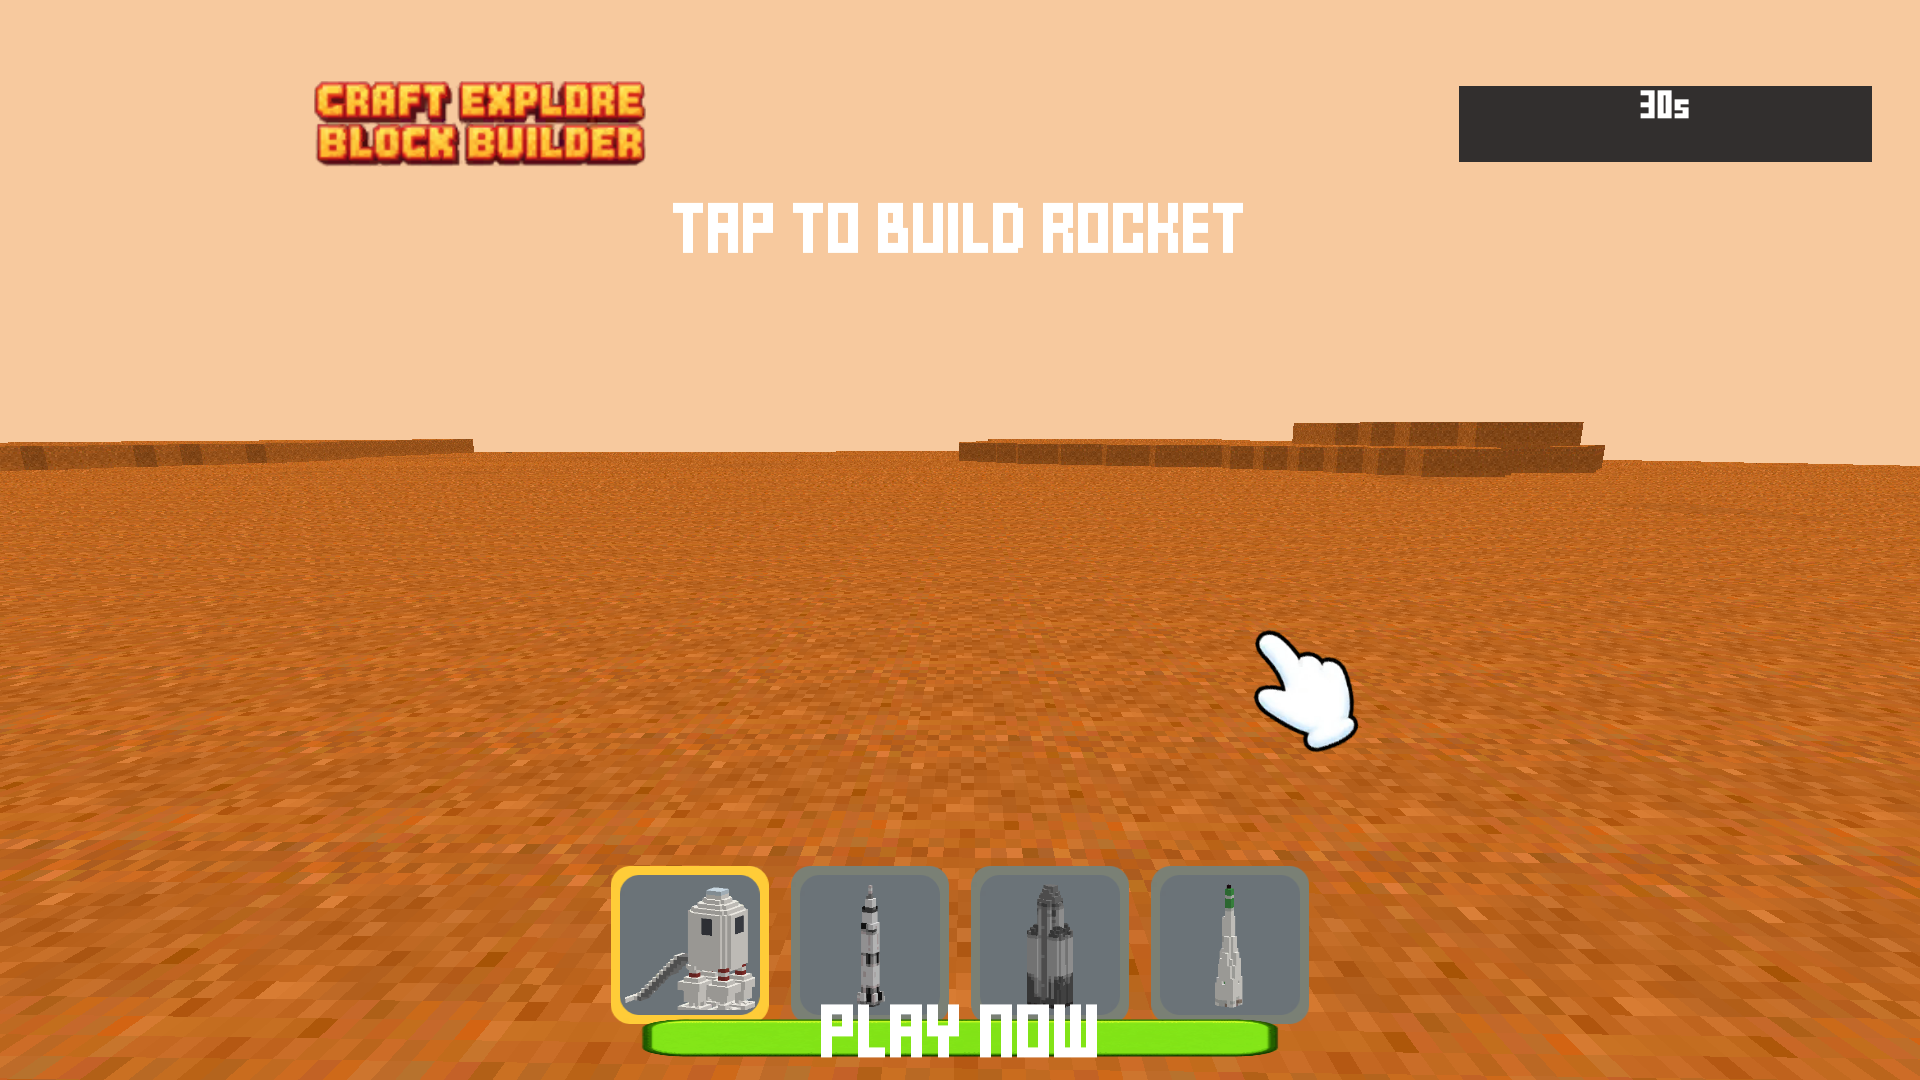 CRAFT EXPLORE
BLOCK BUILDER
30s
TAP TO BUILD ROCKET
PLAY NOW